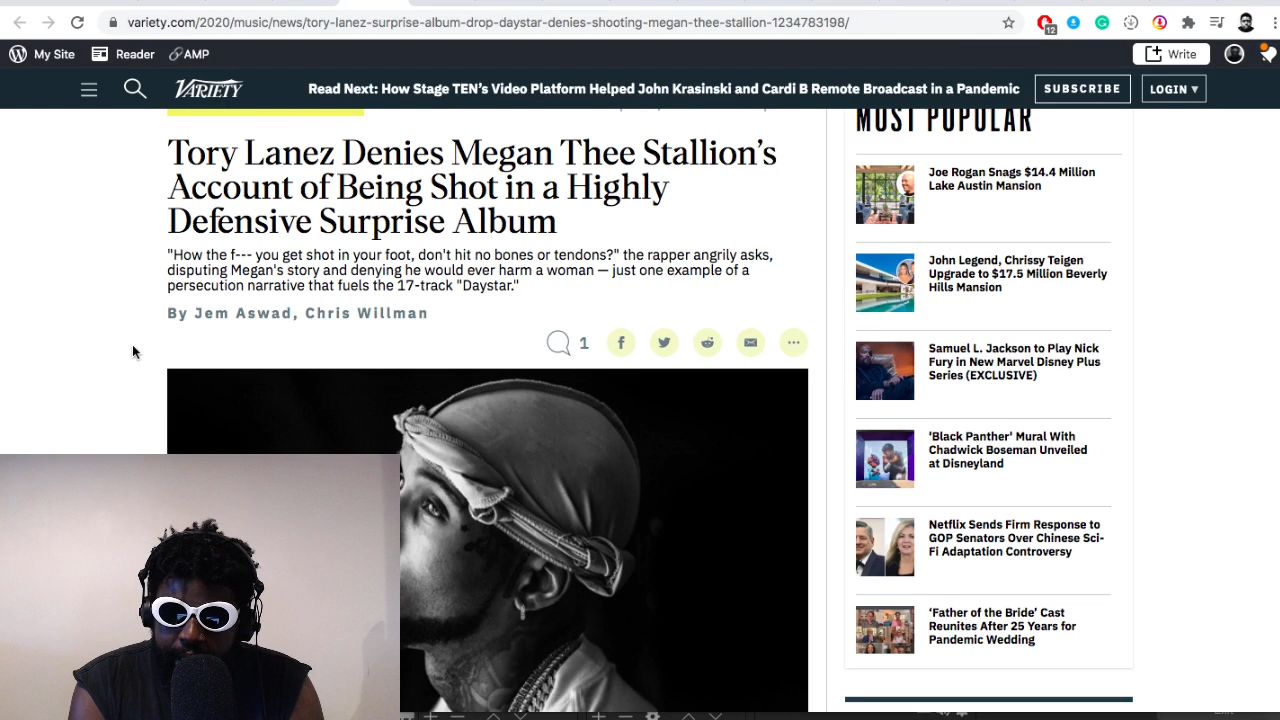 variety.com/2020/music/news/tory-lanez-surprise-album-drop-daystar-denies-shooting-megan-thee-stallion-1234783198/
12
My Site Reader AMP Write
VARIETY Read Next: How Stage TEN's Video Platform Helped John Krasinski and Cardi B Remote Broadcast in a Pandemic SUBSCRIBE LOGIN ▾
Tory Lanez Denies Megan Thee Stallion's
Account of Being Shot in a Highly
Defensive Surprise Album
"How the f--- you get shot in your foot, don't hit no bones or tendons?" the rapper angrily asks,
disputing Megan's story and denying he would ever harm a woman — just one example of a
persecution narrative that fuels the 17-track "Daystar."
By Jem Aswad, Chris Willman
1
MOST POPULAR
Joe Rogan Snags $14.4 Million
Lake Austin Mansion
John Legend, Chrissy Teigen
Upgrade to $17.5 Million Beverly
Hills Mansion
Samuel L. Jackson to Play Nick
Fury in New Marvel Disney Plus
Series (EXCLUSIVE)
'Black Panther' Mural With
Chadwick Boseman Unveiled
at Disneyland
Netflix Sends Firm Response to
GOP Senators Over Chinese Sci-
Fi Adaptation Controversy
'Father of the Bride' Cast
Reunites After 25 Years for
Pandemic Wedding